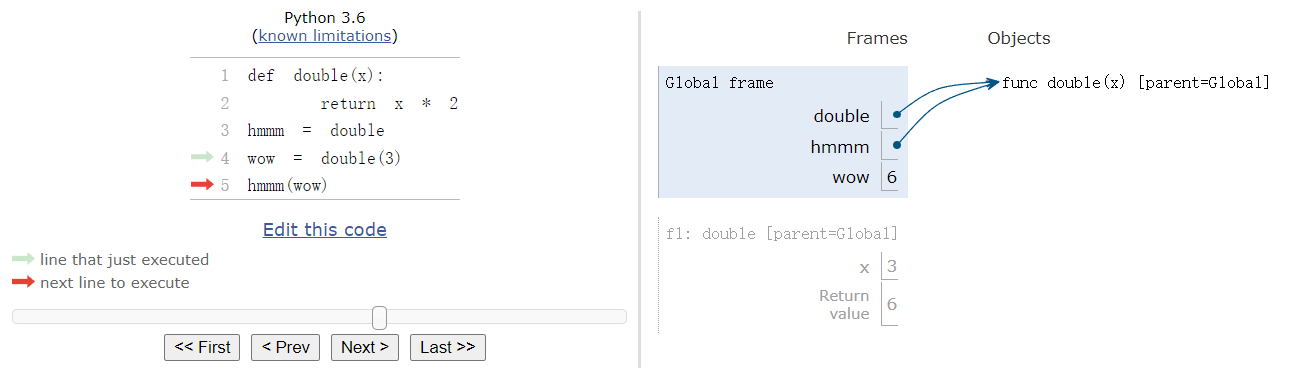 Python 3.6
(known limitations)
1 def double(x):
2 return x * 2
3 hmmm = double
4 wow = double(3)
5 hmmm(wow)
Edit this code
line that just executed
next line to execute
<< First < Prev Next > Last >>
Frames Objects
Global frame
double
hmmm
wow 6
func double(x) [parent=Global]
f1: double [parent=Global]
x 3
Return
value 6